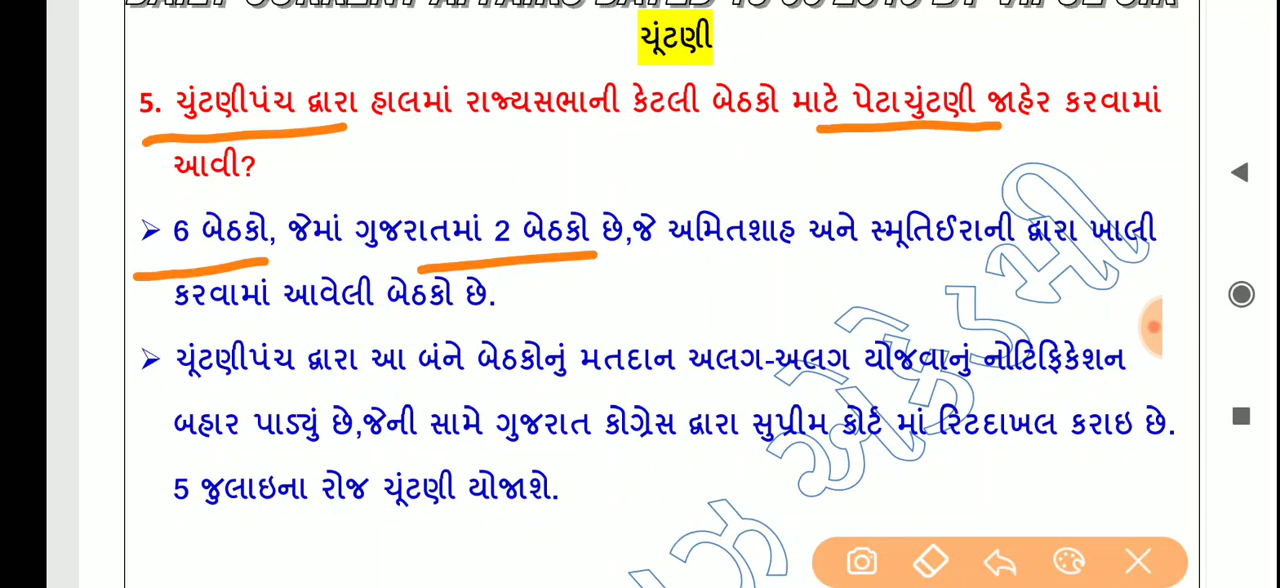 ચૂંટણી
5. ચુંટણીપંચ દ્વારા હાલમાં રાજ્યસભાની કેટલી બેઠકો માટે પેટાચુંટણી જાહેર કરવામાં
આવી?
➢ 6 બેઠકો, જેમાં ગુજરાતમાં 2 બેઠકો છે,જે અમિતશાહ અને સ્મૃતિઈરાની દ્વારા ખાલી
કરવામાં આવેલી બેઠકો છે.
➢ ચૂંટણીપંચ દ્વારા આ બંને બેઠકોનું મતદાન અલગ-અલગ યોજવાનું નોટિફિકેશન
બહાર પાડ્યું છે,જેની સામે ગુજરાત કોગ્રેસ દ્વારા સુપ્રીમ કોર્ટ માં રિટદાખલ કરાઇ છે.
5 જુલાઇના રોજ ચૂંટણી યોજાશે.